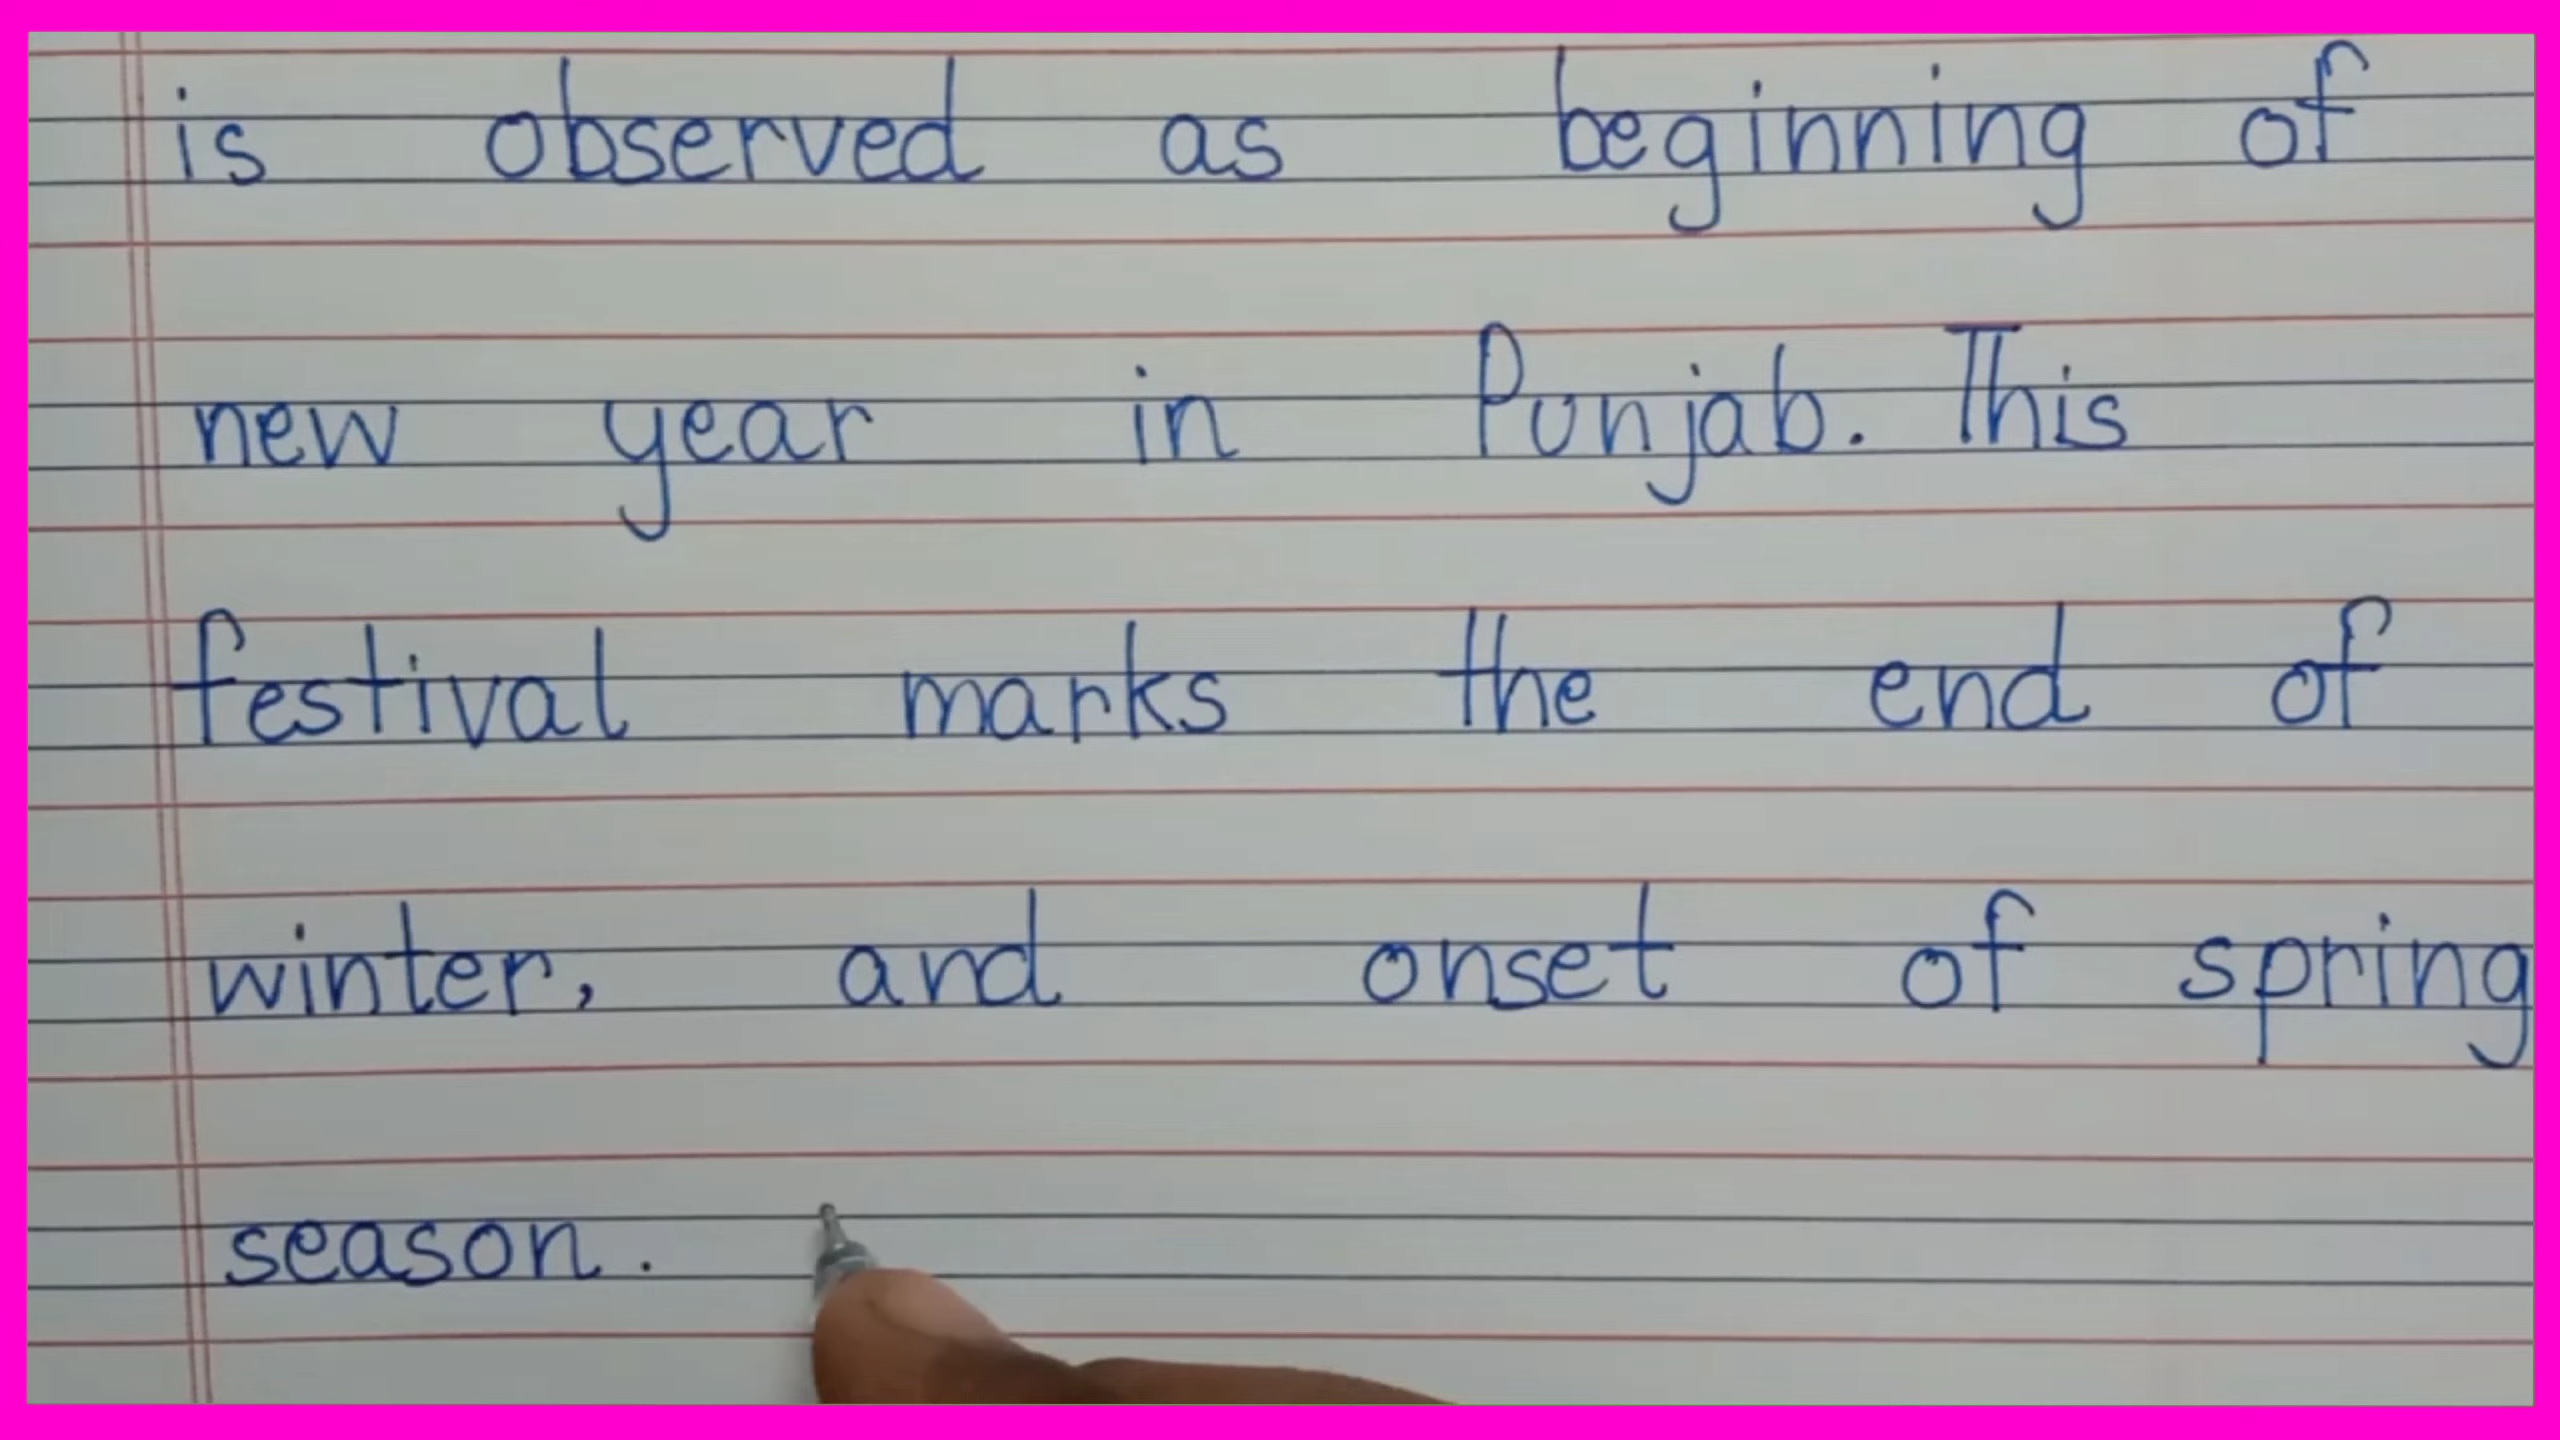 is observed as beginning of
new year in Punjab. This
festival marks the end of
winter, and onset of spring
season.